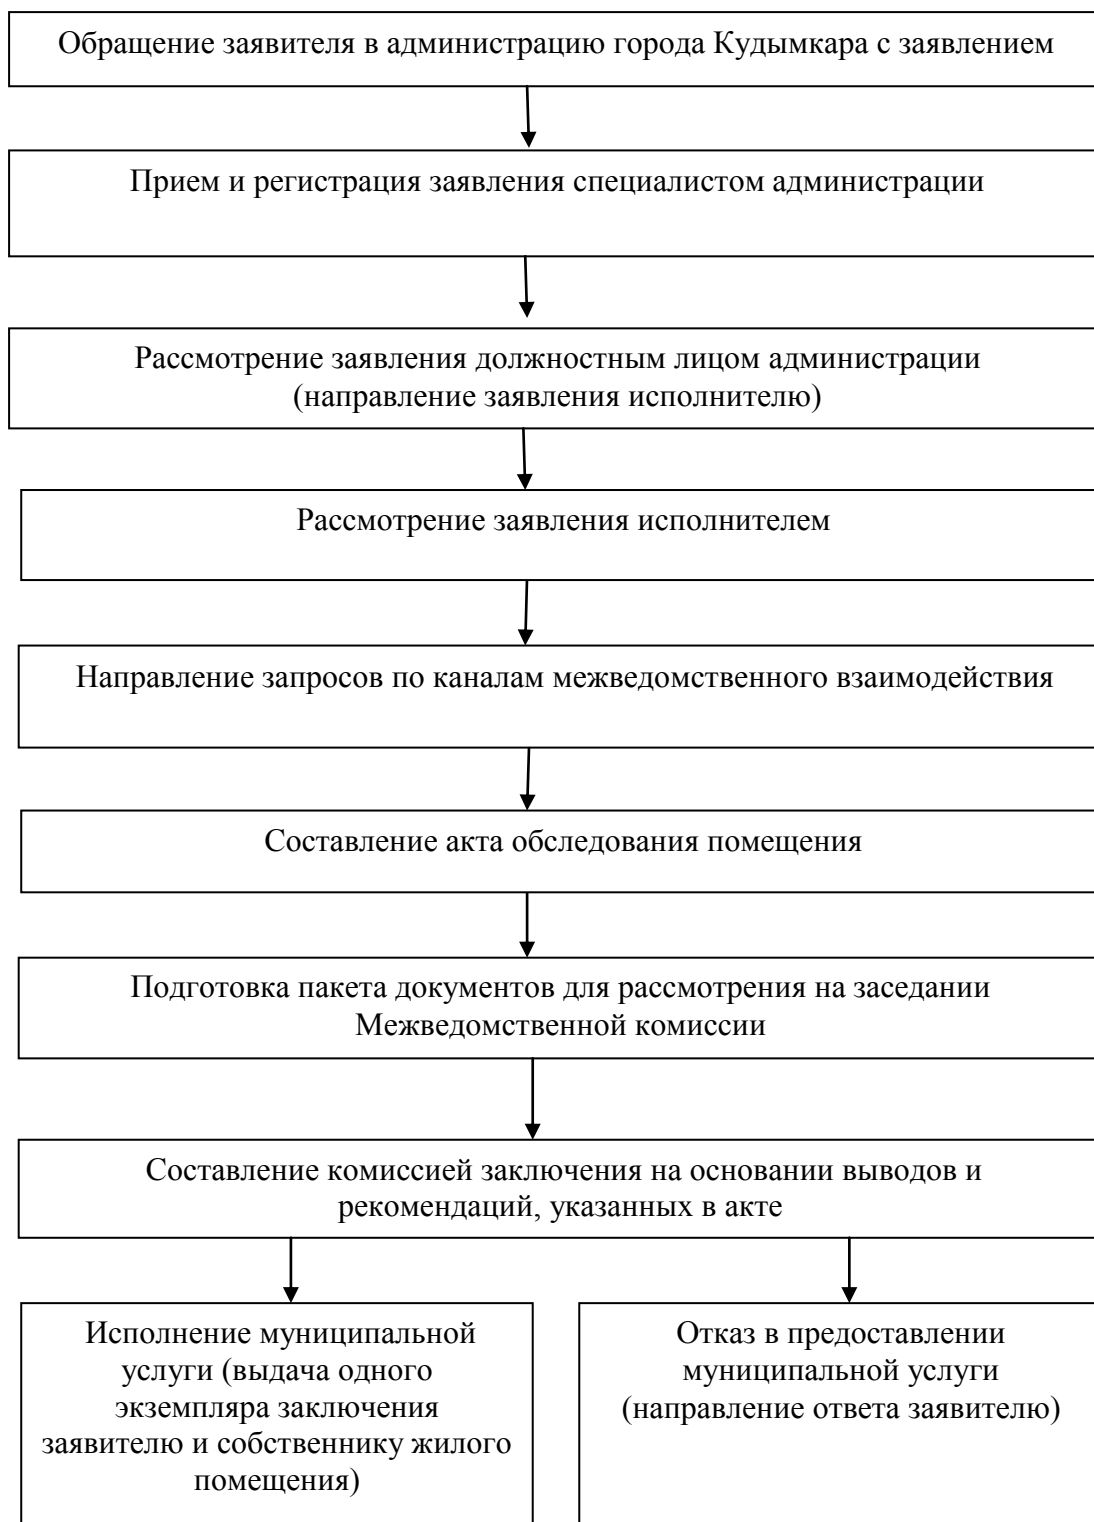 Обращение заявителя в администрацию города Кудымкара с заявлением
Прием и регистрация заявления специалистом администрации
Рассмотрение заявления должностным лицом администрации
(направление заявления исполнителю)
Рассмотрение заявления исполнителем
Направление запросов по каналам межведомственного взаимодействия
Составление акта обследования помещения
Подготовка пакета документов для рассмотрения на заседании
Межведомственной комиссии
Составление комиссией заключения на основании выводов и
рекомендаций, указанных в акте
Исполнение муниципальной
услуги (выдача одного
экземпляра заключения
заявителю и собственнику жилого
помещения)
Отказ в предоставлении
муниципальной услуги
(направление ответа заявителю)